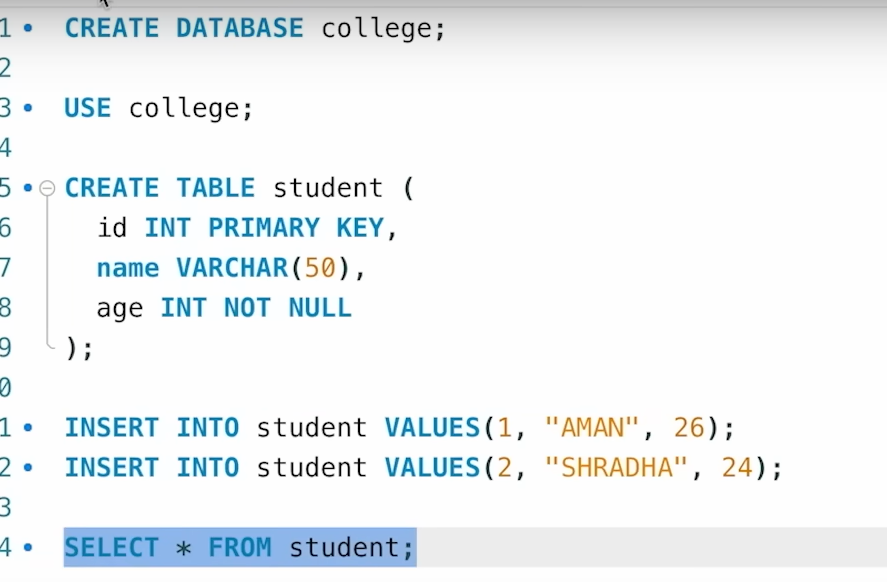 1 CREATE DATABASE college;
2
3 USE college;
4
5 CREATE TABLE student (
6 id INT PRIMARY KEY,
7 name VARCHAR(50),
8 age INT NOT NULL
9 );
0
1 INSERT INTO student VALUES(1, "AMAN", 26);
2 INSERT INTO student VALUES(2, "SHRADHA", 24);
3
4 SELECT * FROM student;